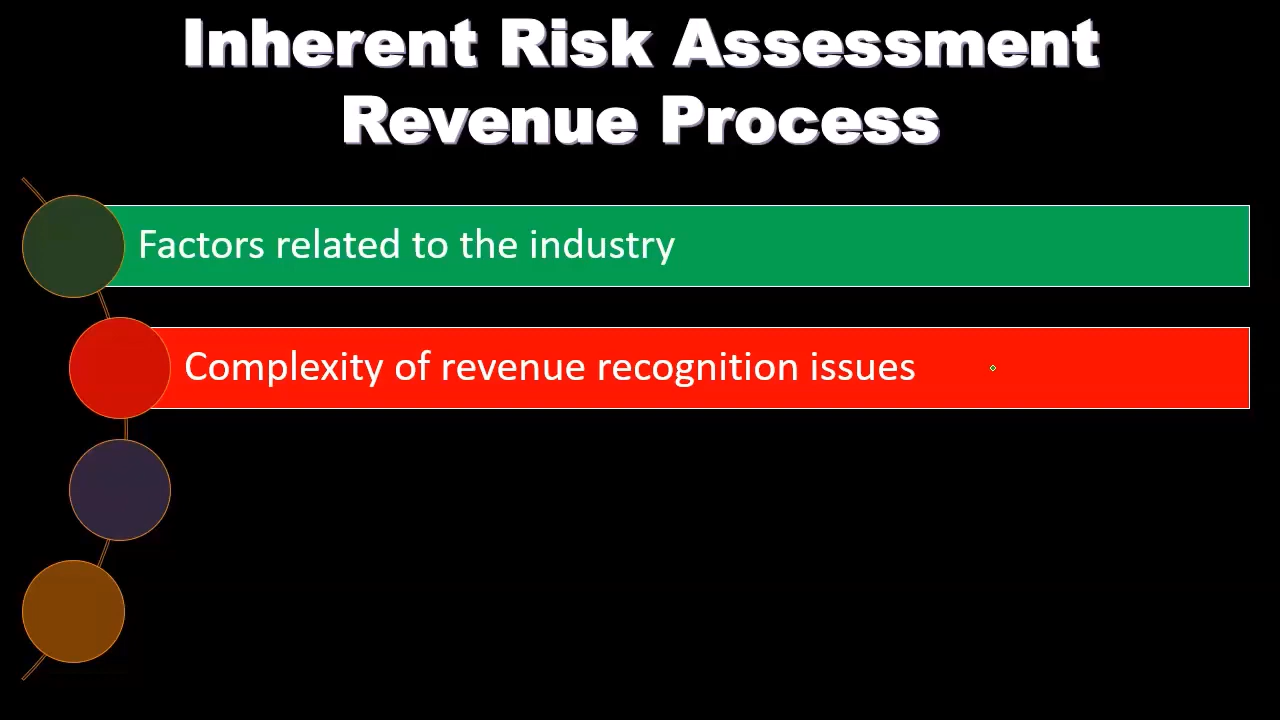 Inherent Risk Assessment
Revenue Process
Factors related to the industry
Complexity of revenue recognition issues